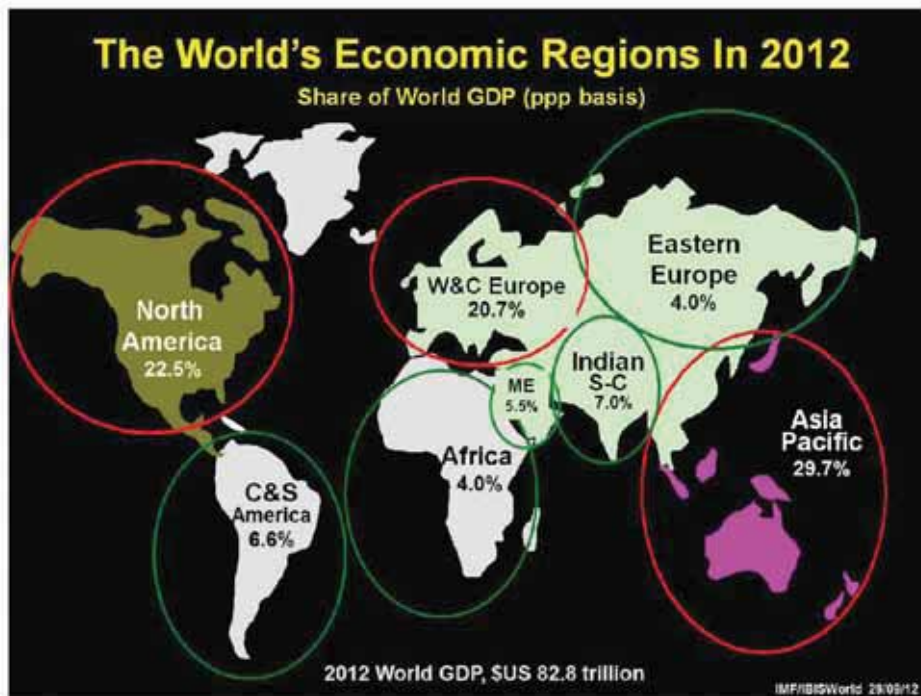 The World's Economic Regions In 2012
Share of World GDP (ppp basis)
North
America
22.5%
W&C Europe
20.7%
Eastern
Europe
4.0%
ME
5.5%
Indian
S-C
7.0%
Asia
Pacific
29.7%
Africa
4.0%
C&S
America
6.6%
2012 World GDP, $US 82.8 trillion
IMF/IBISWorld 28/09/12